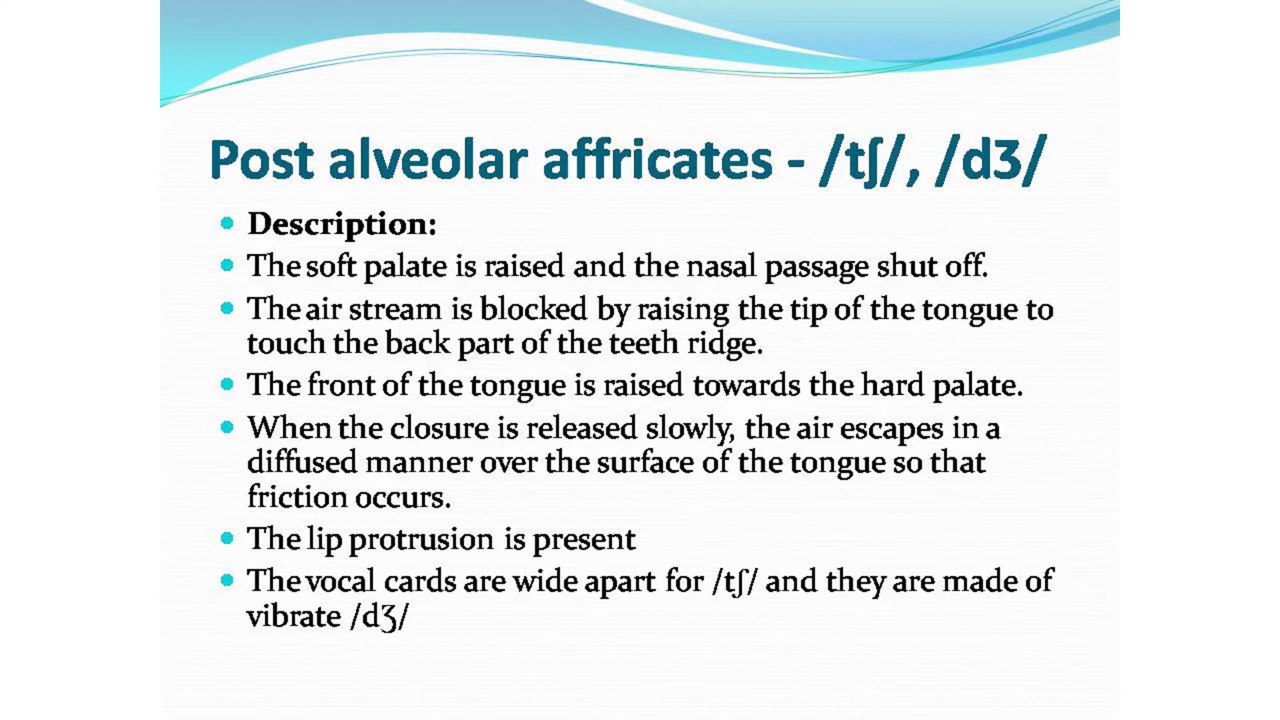 Post alveolar affricates - /tʃ/, /dƷ/
Description:
The soft palate is raised and the nasal passage shut off.
The air stream is blocked by raising the tip of the tongue to
touch the back part of the teeth ridge.
The front of the tongue is raised towards the hard palate.
When the closure is released slowly, the air escapes in a
diffused manner over the surface of the tongue so that
friction occurs.
The lip protrusion is present
The vocal cards are wide apart for /tʃ/ and they are made of
vibrate /dƷ/